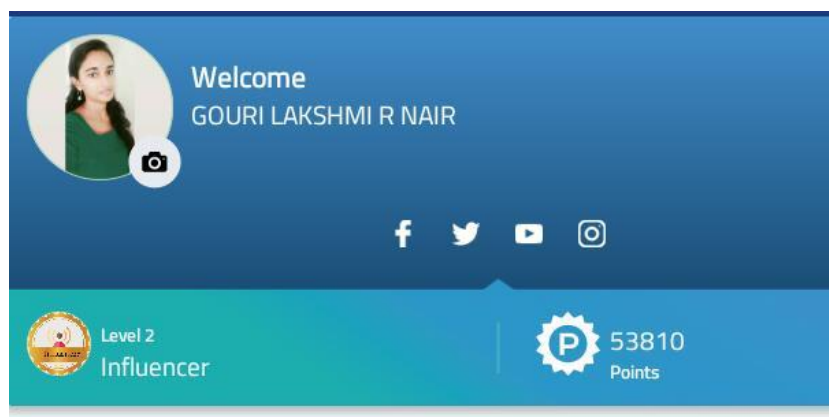 Welcome
GOURI LAKSHMI R NAIR
Level 2
Influencer
P
53810
Points